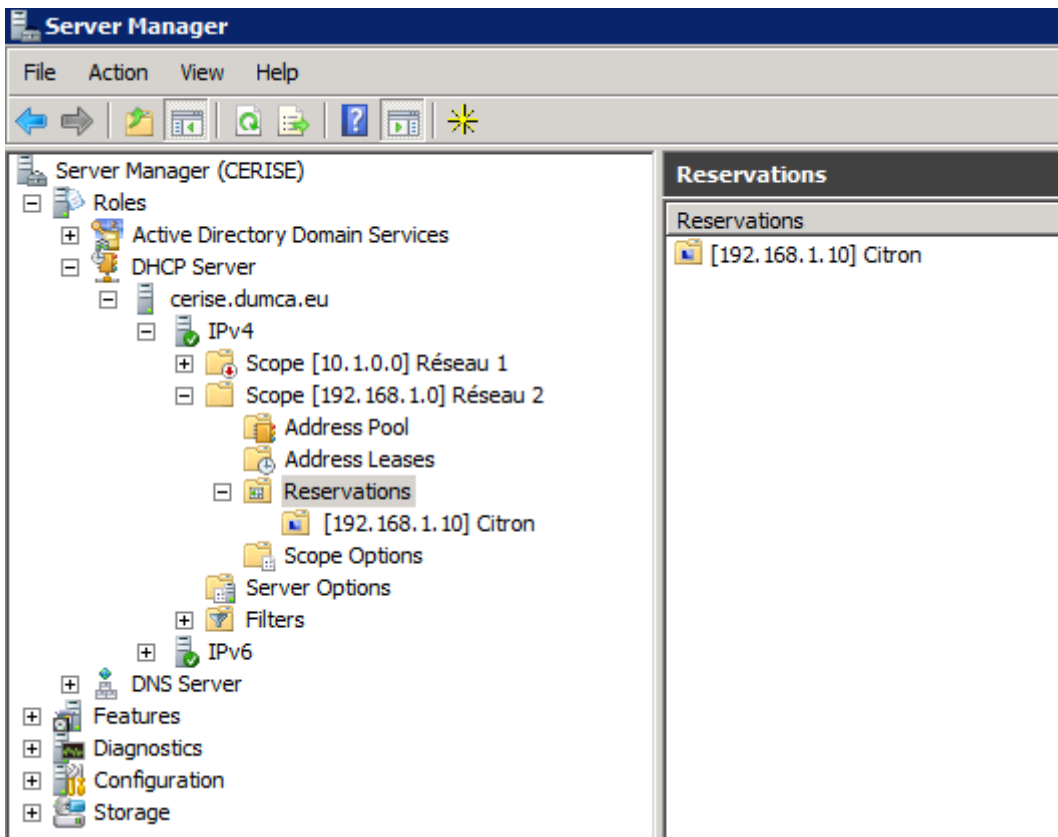 Server Manager
File Action View Help
Server Manager (CERISE)
Roles
Active Directory Domain Services
DHCP Server
cerise.dumca.eu
IPv4
Scope [10.1.0.0] Réseau 1
Scope [192.168.1.0] Réseau 2
Address Pool
Address Leases
Reservations
[192.168.1.10] Citron
Scope Options
Server Options
Filters
IPv6
DNS Server
Features
Diagnostics
Configuration
Storage
Reservations
Reservations
[192.168.1.10] Citron